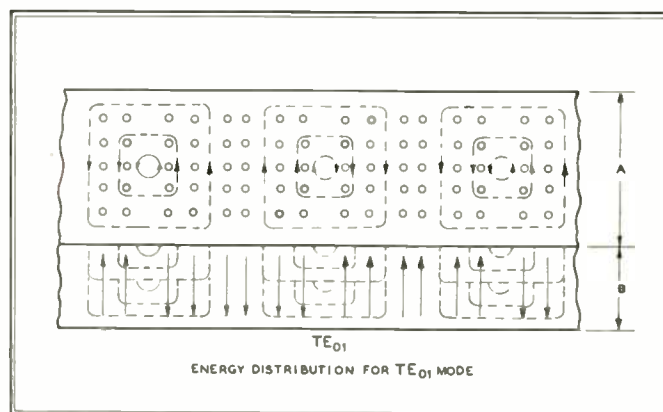 A
B
TE₀₁
ENERGY DISTRIBUTION FOR TE₀₁ MODE